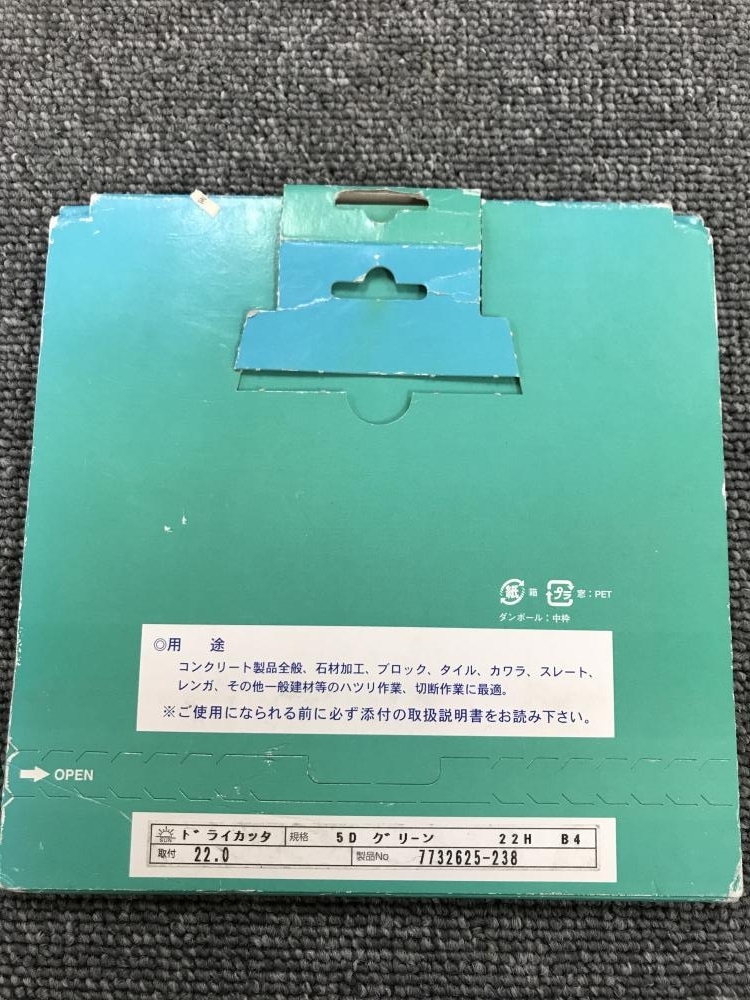 紙 箱 プラ 窓：PET
ダンボール：中枠
◎用　途
コンクリート製品全般、石材加工、ブロック、タイル、カワラ、スレート、
レンガ、その他一般建材等のハツリ作業、切断作業に最適。
※ご使用になられる前に必ず添付の取扱説明書をお読み下さい。
OPEN
SUN ドライカッタ 規格 5D グリーン 22H B4
取付 22.0 製品No 7732625-238